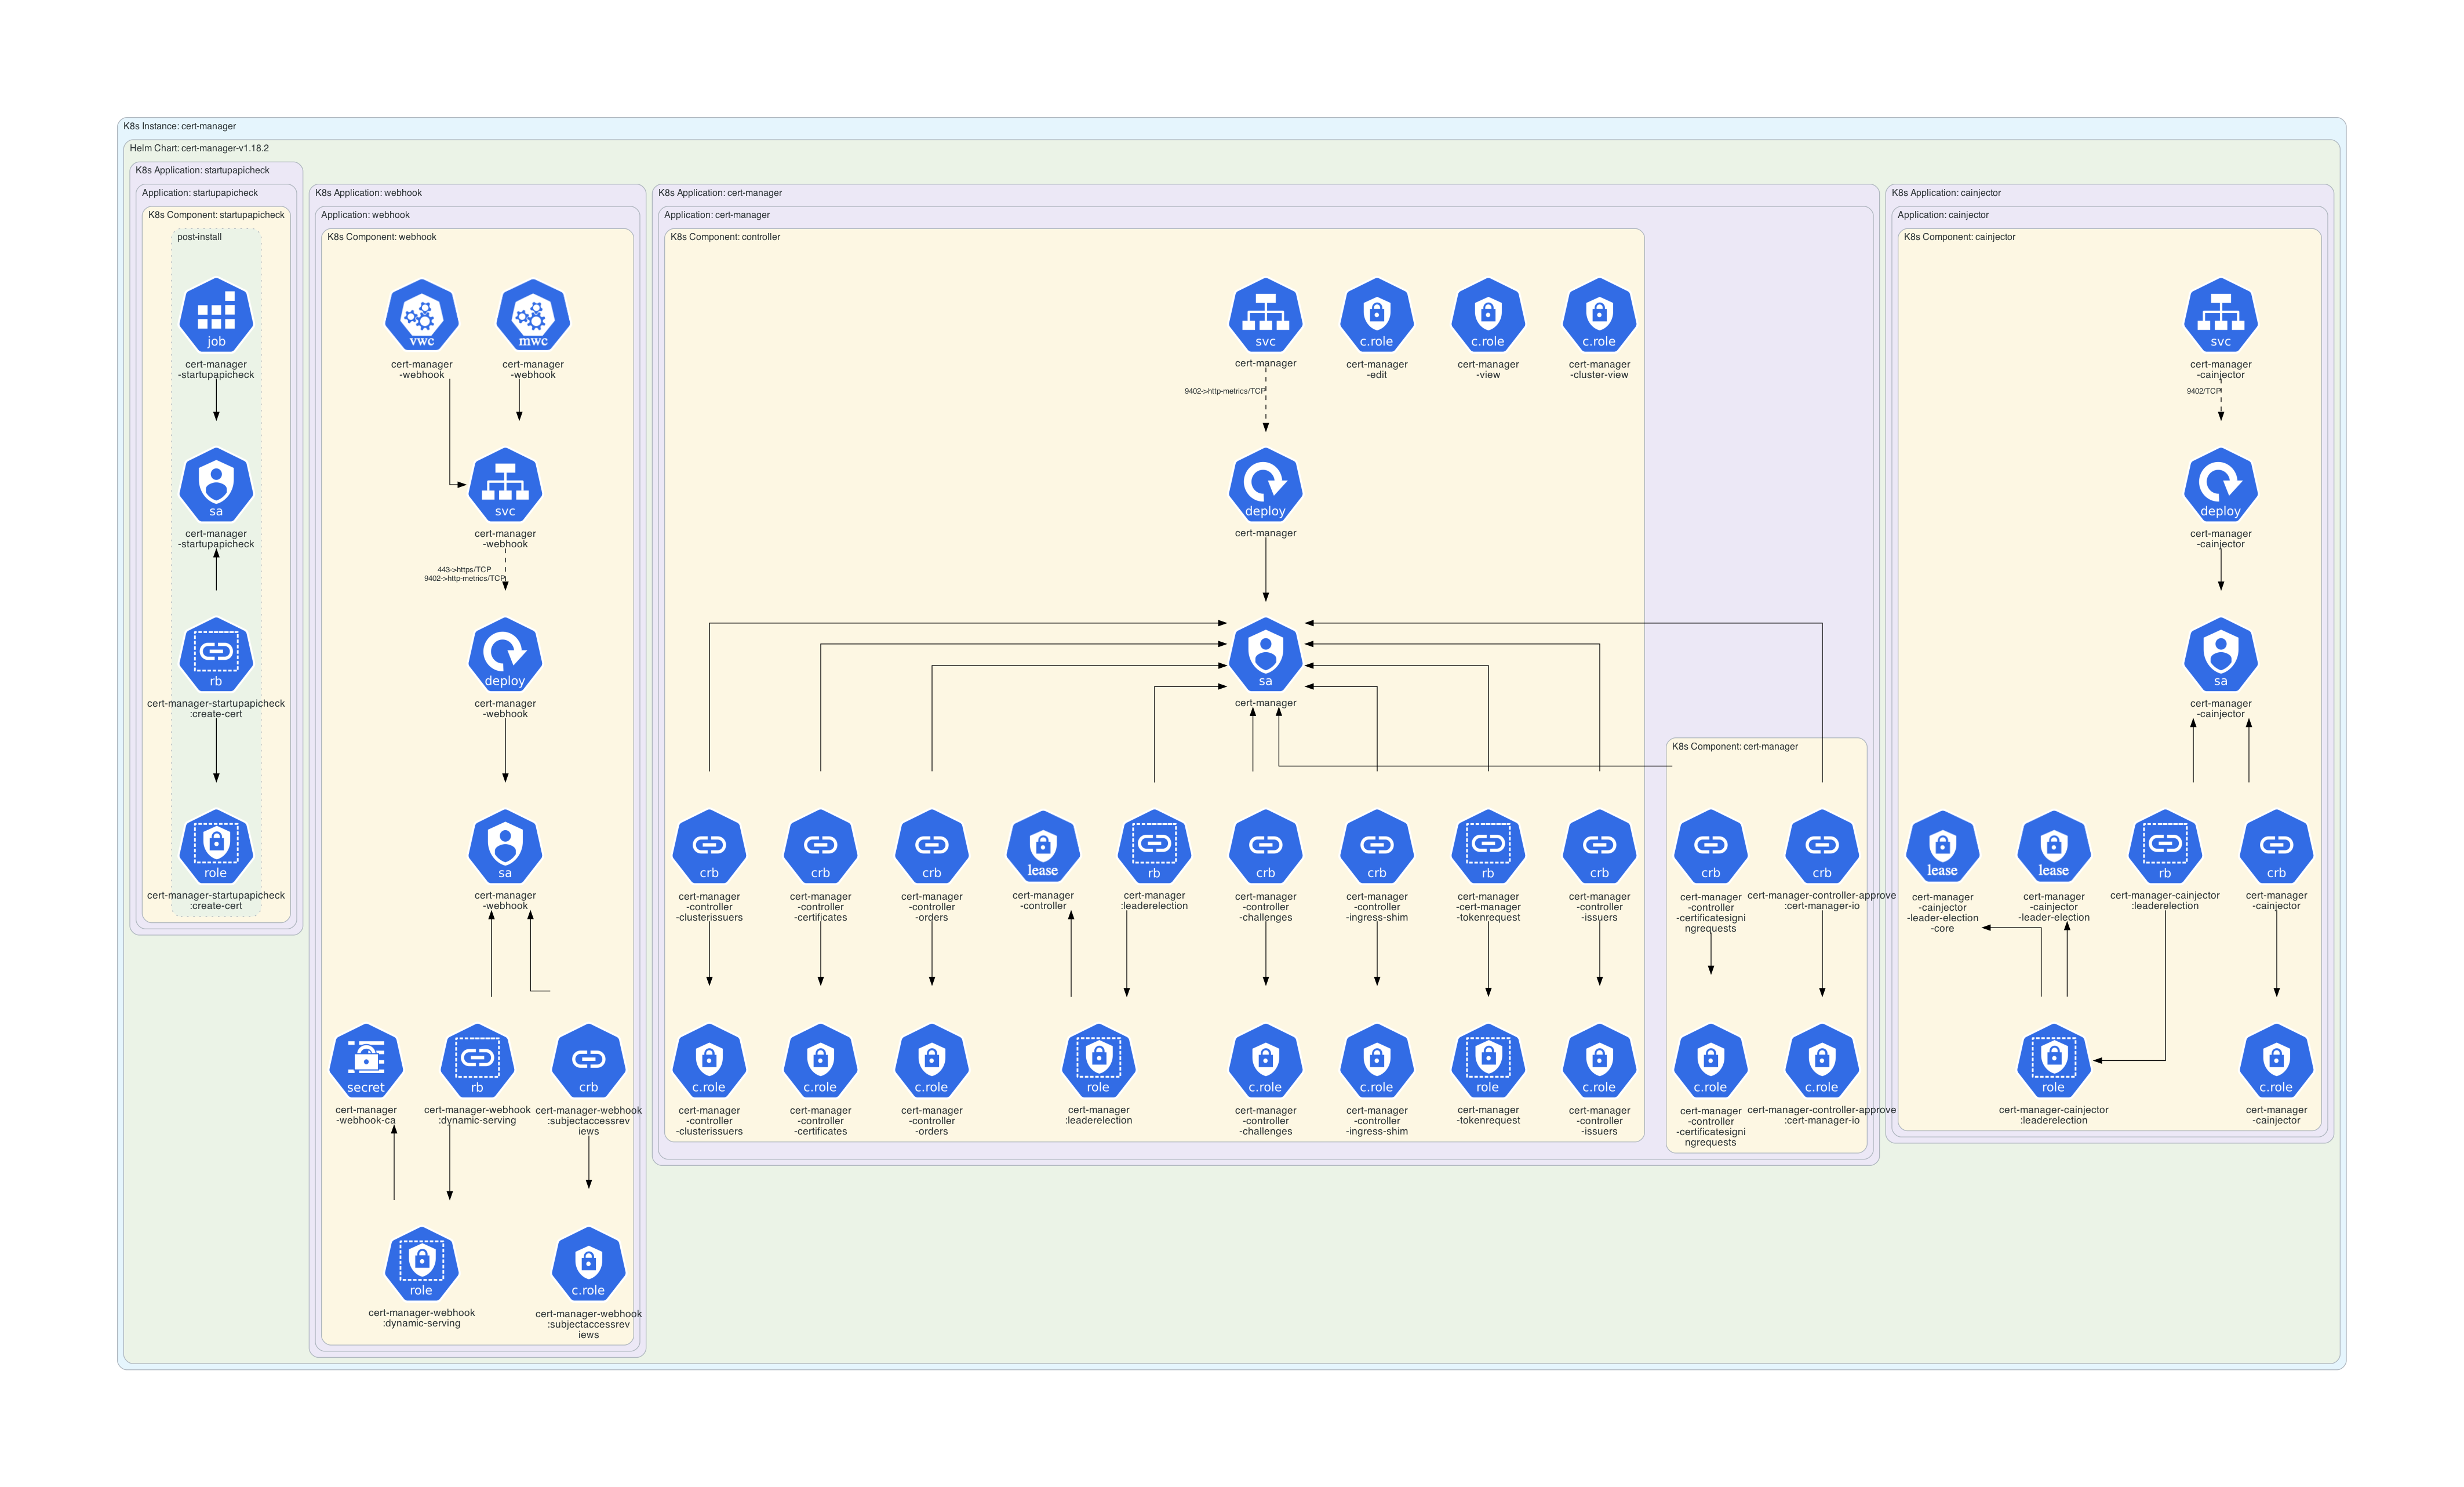 K8s Instance: cert-manager
Helm Chart: cert-manager-v1.18.2
K8s Application: startupapicheck
Application: startupapicheck
K8s Component: startupapicheck
post-install
job
cert-manager
-startupapicheck
sa
cert-manager
-startupapicheck
rb
cert-manager-startupapicheck
:create-cert
role
cert-manager-startupapicheck
:create-cert
K8s Application: webhook
Application: webhook
K8s Component: webhook
vwc
cert-manager
-webhook
mwc
cert-manager
-webhook
svc
cert-manager
-webhook
443->https/TCP
9402->http-metrics/TCP
deploy
cert-manager
-webhook
sa
cert-manager
-webhook
secret
cert-manager
-webhook-ca
rb
cert-manager-webhook
:dynamic-serving
crb
cert-manager-webhook
:subjectaccessrev
iews
role
cert-manager-webhook
:dynamic-serving
c.role
cert-manager-webhook
:subjectaccessrev
iews
K8s Application: cert-manager
Application: cert-manager
K8s Component: controller
svc
cert-manager
9402->http-metrics/TCP
c.role
cert-manager
-edit
c.role
cert-manager
-view
c.role
cert-manager
-cluster-view
deploy
cert-manager
sa
cert-manager
crb
cert-manager
-controller
-clusterissuers
crb
cert-manager
-controller
-certificates
crb
cert-manager
-controller
-orders
lease
cert-manager
-controller
rb
cert-manager
:leaderelection
crb
cert-manager
-controller
-challenges
crb
cert-manager
-controller
-ingress-shim
rb
cert-manager
-cert-manager
-tokenrequest
crb
cert-manager
-controller
-issuers
c.role
cert-manager
-controller
-clusterissuers
c.role
cert-manager
-controller
-certificates
c.role
cert-manager
-controller
-orders
role
cert-manager
:leaderelection
c.role
cert-manager
-controller
-challenges
c.role
cert-manager
-controller
-ingress-shim
role
cert-manager
-tokenrequest
c.role
cert-manager
-controller
-issuers
K8s Component: cert-manager
crb
cert-manager
-controller
-certificatesigni
ngrequests
crb
cert-manager-controller-approve
:cert-manager-io
c.role
cert-manager
-controller
-certificatesigni
ngrequests
c.role
cert-manager-controller-approve
:cert-manager-io
K8s Application: cainjector
Application: cainjector
K8s Component: cainjector
svc
cert-manager
-cainjector
9402/TCP
deploy
cert-manager
-cainjector
sa
cert-manager
-cainjector
lease
cert-manager
-cainjector
-leader-election
-core
lease
cert-manager
-cainjector
-leader-election
rb
cert-manager-cainjector
:leaderelection
crb
cert-manager
-cainjector
role
cert-manager-cainjector
:leaderelection
c.role
cert-manager
-cainjector